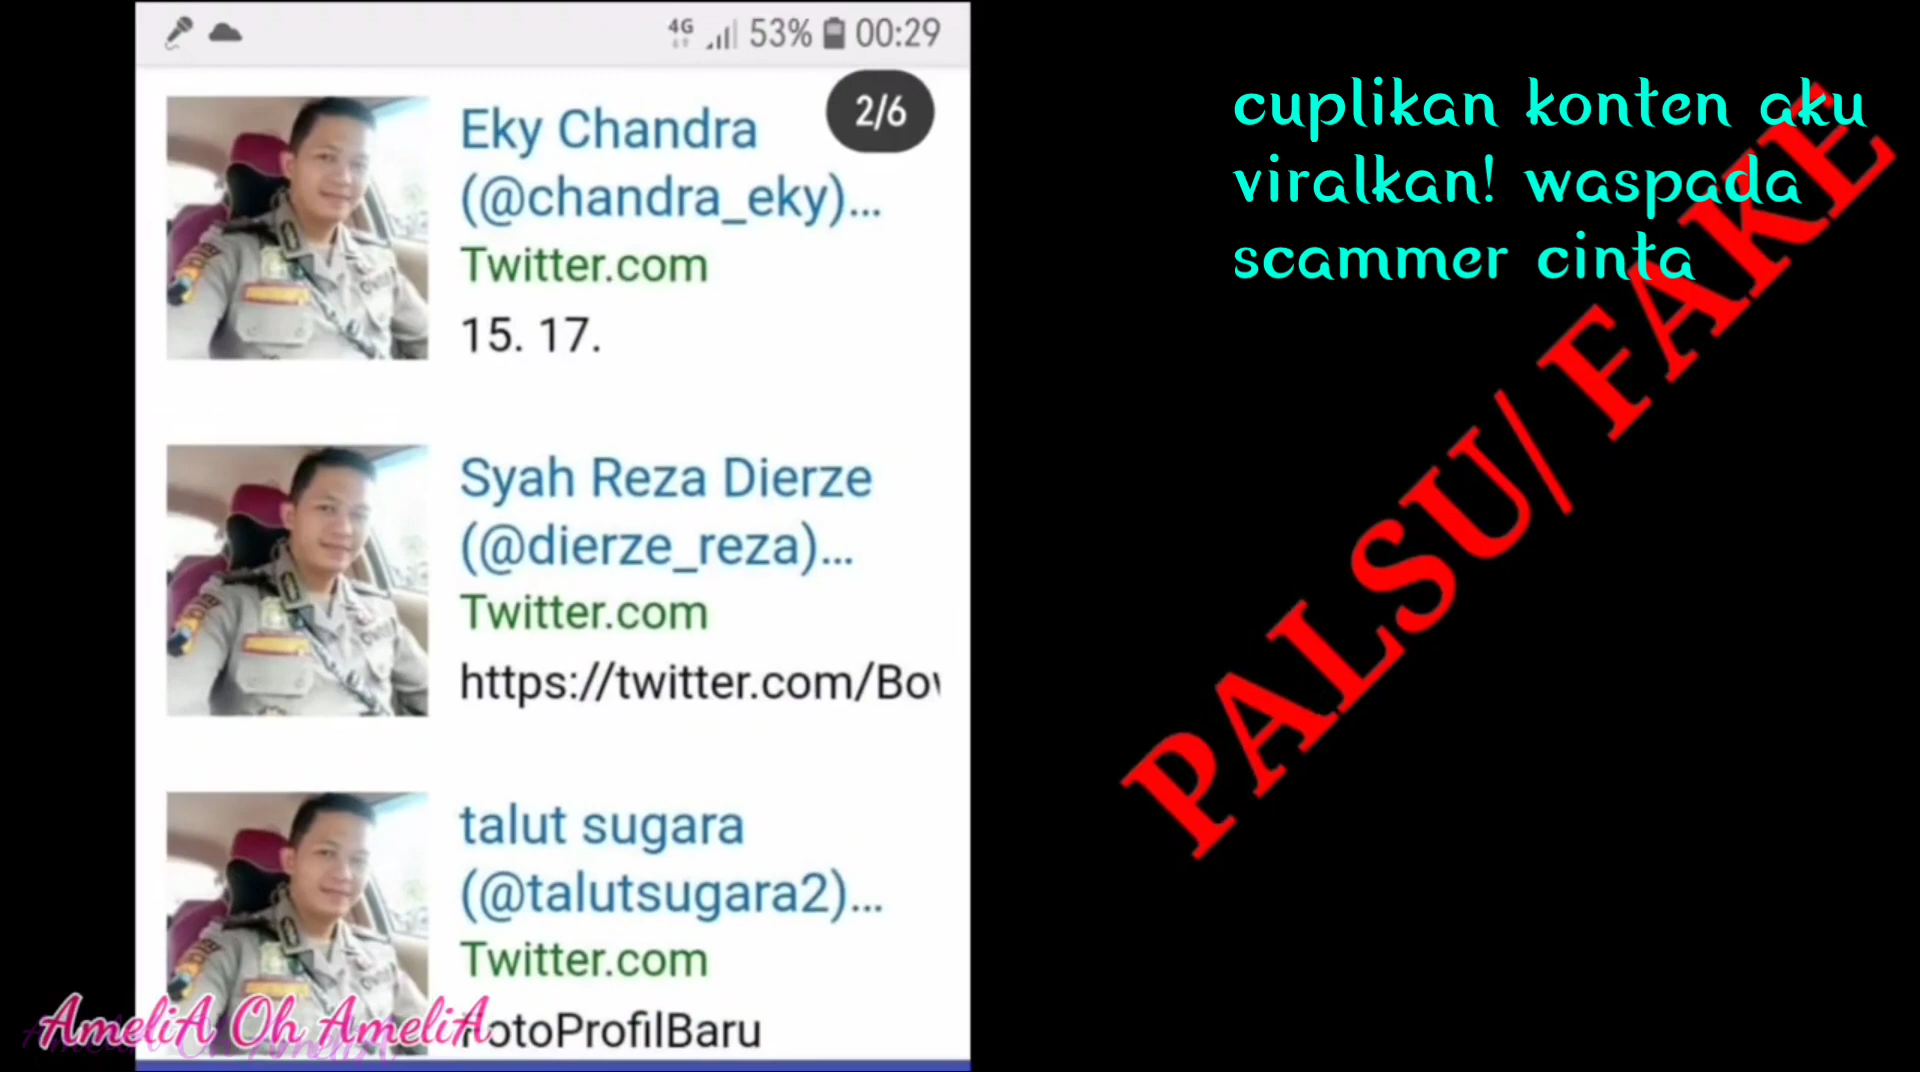 4G 53% 00:29
2/6
Eky Chandra
(@chandra_eky)...
Twitter.com
15. 17.
Syah Reza Dierze
(@dierze_reza)...
Twitter.com
https://twitter.com/Bov
talut sugara
(@talutsugara2)...
Twitter.com
FotoProfilBaru
AmeliA Oh AmeliA
cuplikan konten aku
viralkan! waspada
scammer cinta
PALSU/ FAKE